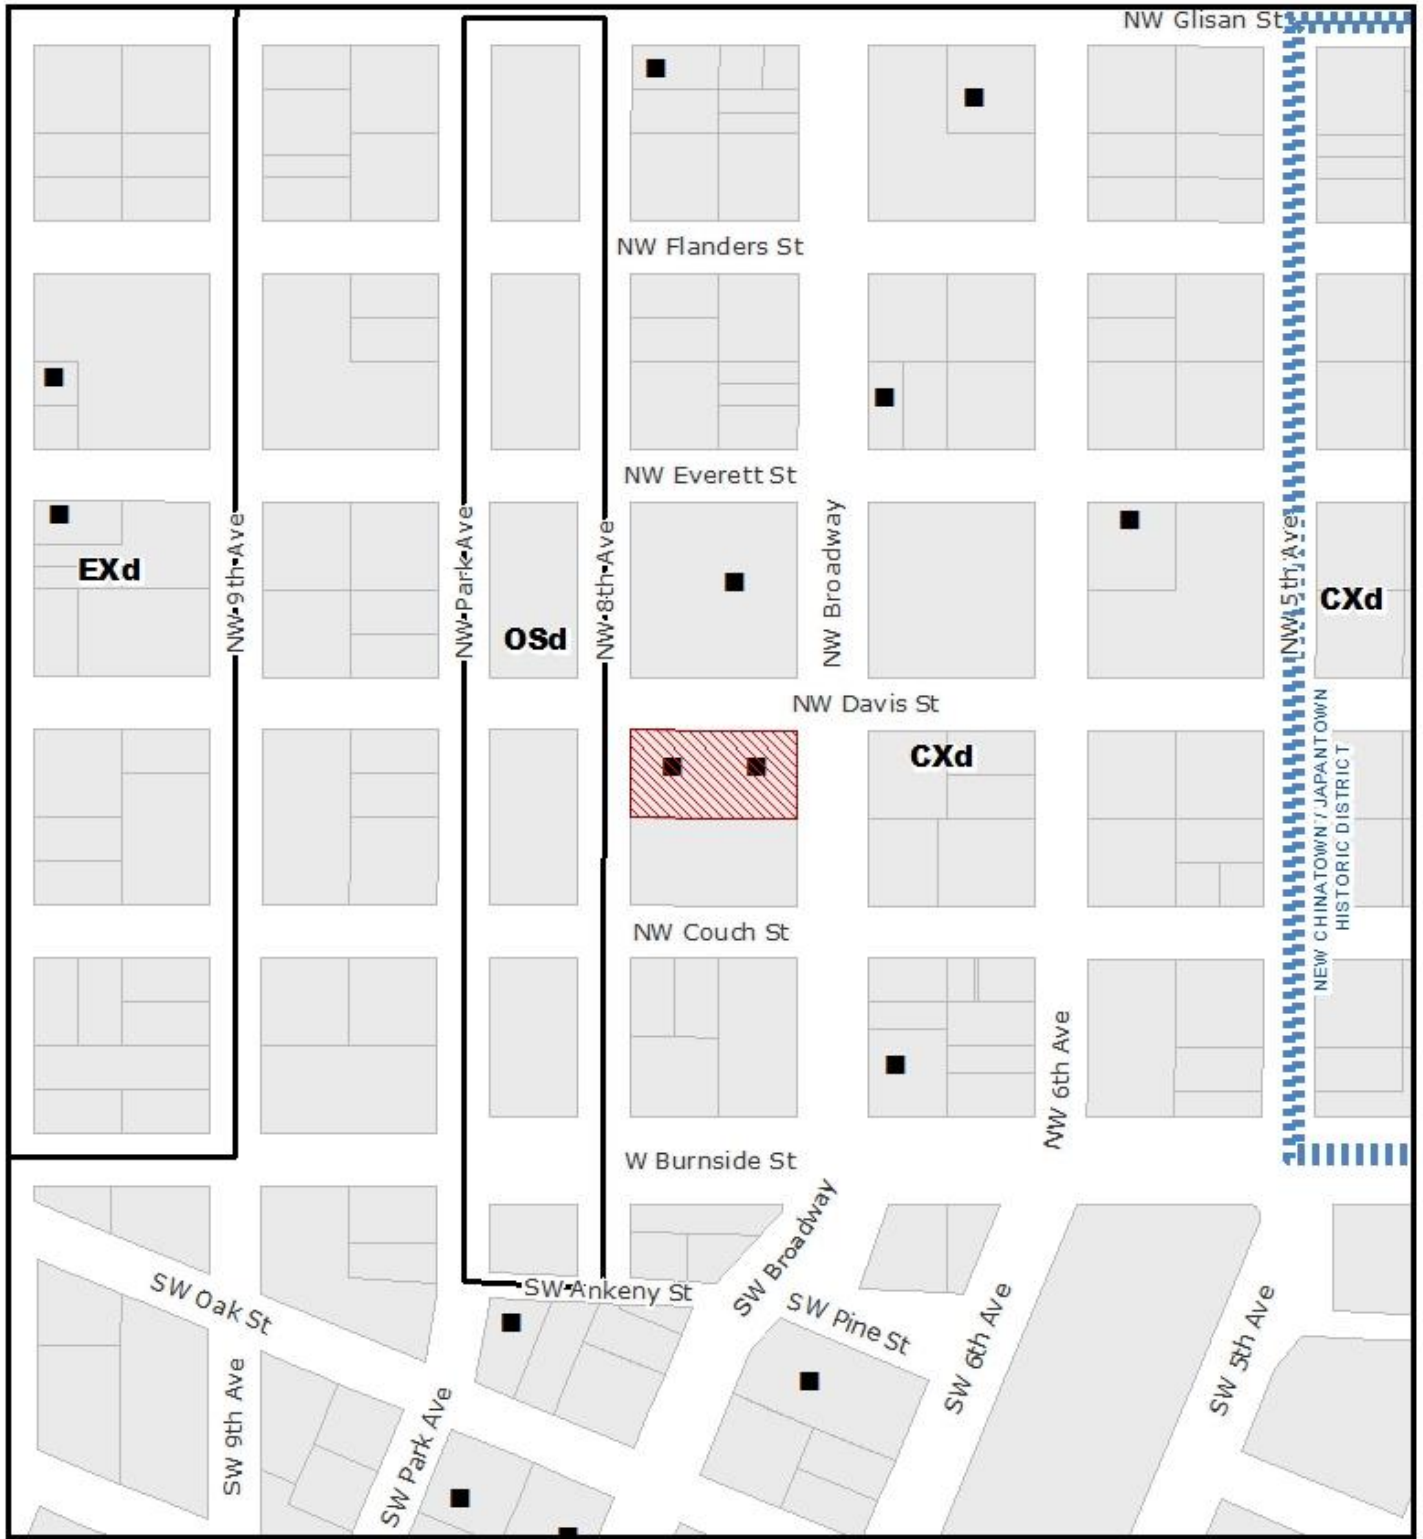 NW Glisan St
NW Flanders St
NW Everett St
NW 9th Ave
NW Park Ave
NW 8th Ave
NW Broadway
NW 5th Ave
EXd
OSd
CXd
NW Davis St
CXd
NEW CHINATOWN / JAPANTOWN
HISTORIC DISTRICT
NW Couch St
NW 6th Ave
W Burnside St
SW Broadway
SW Ankeny St
SW Oak St
SW Pine St
SW 6th Ave
SW 5th Ave
SW 9th Ave
SW Park Ave